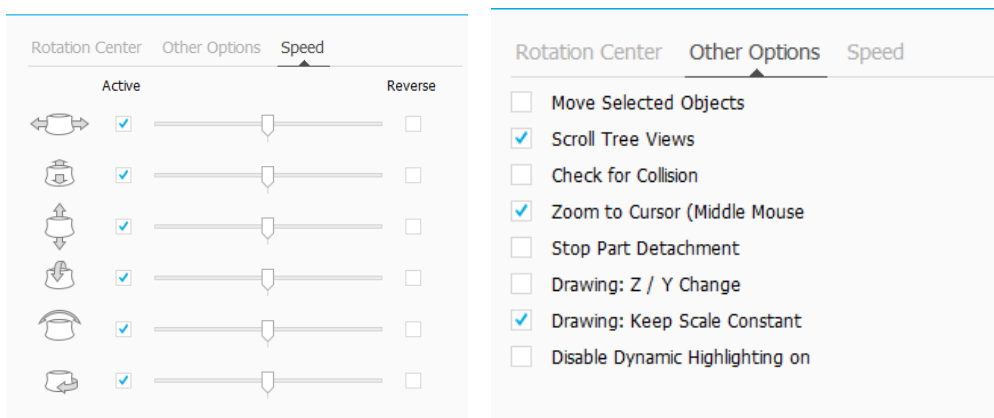 Rotation Center Other Options Speed
Active Reverse
Rotation Center Other Options Speed
Move Selected Objects
Scroll Tree Views
Check for Collision
Zoom to Cursor (Middle Mouse
Stop Part Detachment
Drawing: Z / Y Change
Drawing: Keep Scale Constant
Disable Dynamic Highlighting on